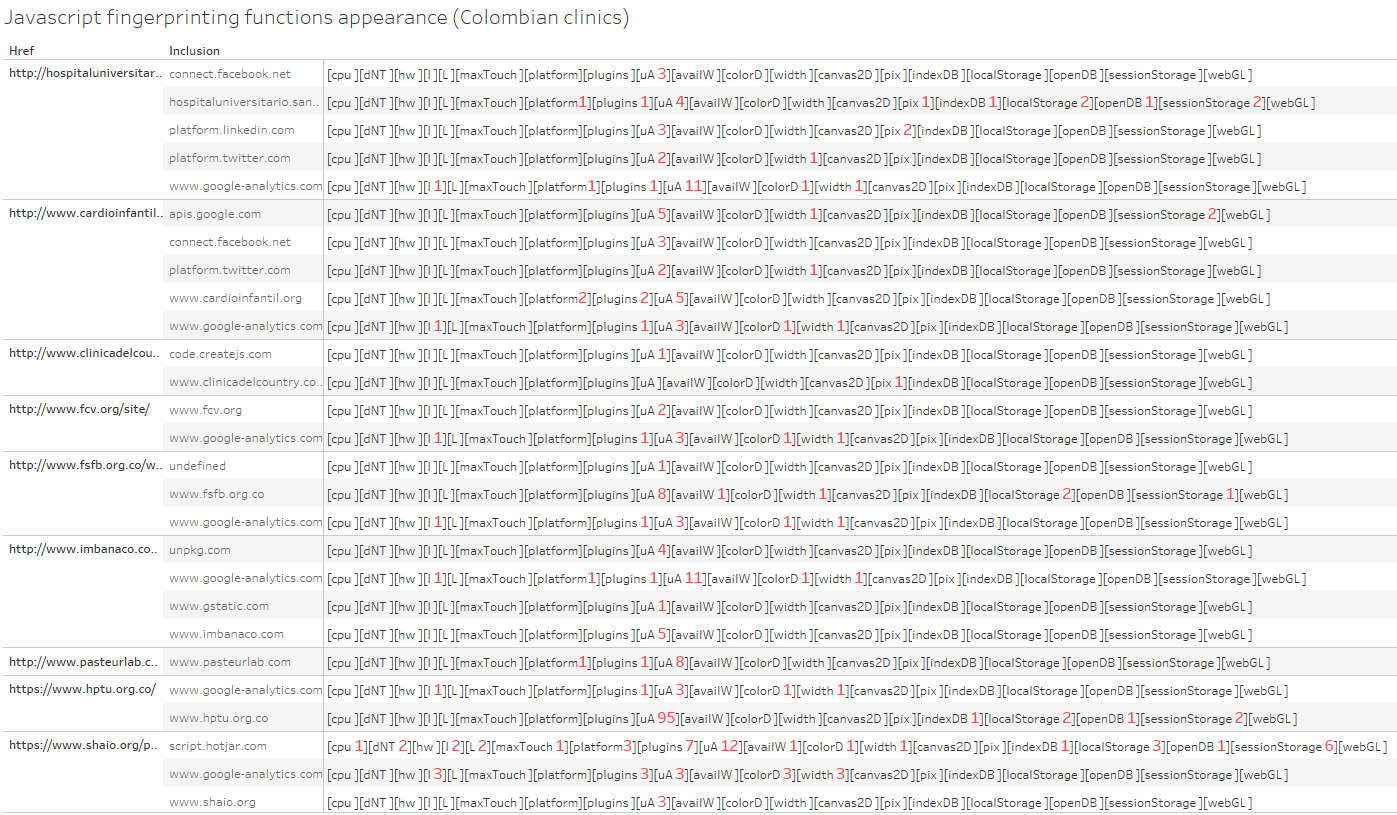 Javascript fingerprinting functions appearance (Colombian clinics)
Href Inclusion
http://hospitaluniversitar.. connect.facebook.net [cpu ][dNT ][hw ][l ][L ][maxTouch ][platform][plugins ][uA 3][availW ][colorD ][width ][canvas2D ][pix ][indexDB ][localStorage ][openDB ][sessionStorage ][webGL ]
hospitaluniversitario.san.. [cpu ][dNT ][hw ][l ][L ][maxTouch ][platform1][plugins 1][uA 4][availW ][colorD ][width ][canvas2D ][pix 1][indexDB 1][localStorage 2][openDB 1][sessionStorage 2][webGL ]
platform.linkedin.com [cpu ][dNT ][hw ][l ][L ][maxTouch ][platform][plugins ][uA 3][availW ][colorD ][width ][canvas2D ][pix 2][indexDB ][localStorage ][openDB ][sessionStorage ][webGL ]
platform.twitter.com [cpu ][dNT ][hw ][l ][L ][maxTouch ][platform][plugins ][uA 2][availW ][colorD ][width 1][canvas2D ][pix ][indexDB ][localStorage ][openDB ][sessionStorage ][webGL ]
www.google-analytics.com [cpu ][dNT ][hw ][l 1][L ][maxTouch ][platform1][plugins 1][uA 11][availW ][colorD 1][width 1][canvas2D ][pix ][indexDB ][localStorage ][openDB ][sessionStorage ][webGL ]
http://www.cardioinfantil.. apis.google.com [cpu ][dNT ][hw ][l ][L ][maxTouch ][platform][plugins ][uA 5][availW ][colorD ][width 1][canvas2D ][pix ][indexDB ][localStorage ][openDB ][sessionStorage 2][webGL ]
connect.facebook.net [cpu ][dNT ][hw ][l ][L ][maxTouch ][platform][plugins ][uA 3][availW ][colorD ][width ][canvas2D ][pix ][indexDB ][localStorage ][openDB ][sessionStorage ][webGL ]
platform.twitter.com [cpu ][dNT ][hw ][l ][L ][maxTouch ][platform][plugins ][uA 2][availW ][colorD ][width 1][canvas2D ][pix ][indexDB ][localStorage ][openDB ][sessionStorage ][webGL ]
www.cardioinfantil.org [cpu ][dNT ][hw ][l ][L ][maxTouch ][platform2][plugins 2][uA 5][availW ][colorD ][width ][canvas2D ][pix ][indexDB ][localStorage ][openDB ][sessionStorage ][webGL ]
www.google-analytics.com [cpu ][dNT ][hw ][l 1][L ][maxTouch ][platform][plugins 1][uA 3][availW ][colorD 1][width 1][canvas2D ][pix ][indexDB ][localStorage ][openDB ][sessionStorage ][webGL ]
http://www.clinicadelcou.. code.createjs.com [cpu ][dNT ][hw ][l ][L ][maxTouch ][platform][plugins ][uA 1][availW ][colorD ][width ][canvas2D ][pix ][indexDB ][localStorage ][openDB ][sessionStorage ][webGL ]
www.clinicadelcountry.co.. [cpu ][dNT ][hw ][l ][L ][maxTouch ][platform][plugins ][uA ][availW ][colorD ][width ][canvas2D ][pix 1][indexDB ][localStorage ][openDB ][sessionStorage ][webGL ]
http://www.fcv.org/site/ www.fcv.org [cpu ][dNT ][hw ][l ][L ][maxTouch ][platform][plugins ][uA 2][availW ][colorD ][width ][canvas2D ][pix ][indexDB ][localStorage ][openDB ][sessionStorage ][webGL ]
www.google-analytics.com [cpu ][dNT ][hw ][l 1][L ][maxTouch ][platform][plugins 1][uA 3][availW ][colorD 1][width 1][canvas2D ][pix ][indexDB ][localStorage ][openDB ][sessionStorage ][webGL ]
http://www.fsfb.org.co/w.. undefined [cpu ][dNT ][hw ][l ][L ][maxTouch ][platform][plugins ][uA 1][availW ][colorD ][width ][canvas2D ][pix ][indexDB ][localStorage ][openDB ][sessionStorage ][webGL ]
www.fsfb.org.co [cpu ][dNT ][hw ][l ][L ][maxTouch ][platform][plugins ][uA 8][availW 1][colorD ][width 1][canvas2D ][pix ][indexDB ][localStorage 2][openDB ][sessionStorage 1][webGL ]
www.google-analytics.com [cpu ][dNT ][hw ][l 1][L ][maxTouch ][platform][plugins 1][uA 3][availW ][colorD 1][width 1][canvas2D ][pix ][indexDB ][localStorage ][openDB ][sessionStorage ][webGL ]
http://www.imbanaco.co.. unpkg.com [cpu ][dNT ][hw ][l ][L ][maxTouch ][platform][plugins ][uA 4][availW ][colorD ][width ][canvas2D ][pix ][indexDB ][localStorage ][openDB ][sessionStorage ][webGL ]
www.google-analytics.com [cpu ][dNT ][hw ][l 1][L ][maxTouch ][platform1][plugins 1][uA 11][availW ][colorD 1][width 1][canvas2D ][pix ][indexDB ][localStorage ][openDB ][sessionStorage ][webGL ]
www.gstatic.com [cpu ][dNT ][hw ][l ][L ][maxTouch ][platform][plugins ][uA 1][availW ][colorD ][width ][canvas2D ][pix ][indexDB ][localStorage ][openDB ][sessionStorage ][webGL ]
www.imbanaco.com [cpu ][dNT ][hw ][l ][L ][maxTouch ][platform][plugins ][uA 5][availW ][colorD ][width ][canvas2D ][pix ][indexDB ][localStorage ][openDB ][sessionStorage ][webGL ]
http://www.pasteurlab.c.. www.pasteurlab.com [cpu ][dNT ][hw ][l ][L ][maxTouch ][platform1][plugins 1][uA 8][availW ][colorD ][width ][canvas2D ][pix ][indexDB ][localStorage ][openDB ][sessionStorage ][webGL ]
https://www.hptu.org.co/ www.google-analytics.com [cpu ][dNT ][hw ][l 1][L ][maxTouch ][platform][plugins 1][uA 3][availW ][colorD 1][width 1][canvas2D ][pix ][indexDB ][localStorage ][openDB ][sessionStorage ][webGL ]
www.hptu.org.co [cpu ][dNT ][hw ][l ][L ][maxTouch ][platform][plugins ][uA 95][availW ][colorD ][width ][canvas2D ][pix ][indexDB 1][localStorage 2][openDB 1][sessionStorage 2][webGL ]
https://www.shaio.org/p.. script.hotjar.com [cpu 1][dNT 2][hw ][l 2][L 2][maxTouch 1][platform3][plugins 7][uA 12][availW 1][colorD 1][width 1][canvas2D ][pix ][indexDB 1][localStorage 3][openDB 1][sessionStorage 6][webGL ]
www.google-analytics.com [cpu ][dNT ][hw ][l 3][L ][maxTouch ][platform][plugins 3][uA 3][availW ][colorD 3][width 3][canvas2D ][pix ][indexDB ][localStorage ][openDB ][sessionStorage ][webGL ]
www.shaio.org [cpu ][dNT ][hw ][l ][L ][maxTouch ][platform][plugins ][uA 3][availW ][colorD ][width ][canvas2D ][pix ][indexDB ][localStorage ][openDB ][sessionStorage ][webGL ]